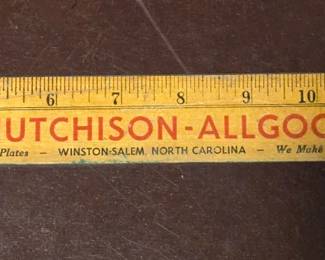 6 7 8 9 10
UTCHISON-ALLGOO
Plates – WINSTON-SALEM, NORTH CAROLINA – We Make